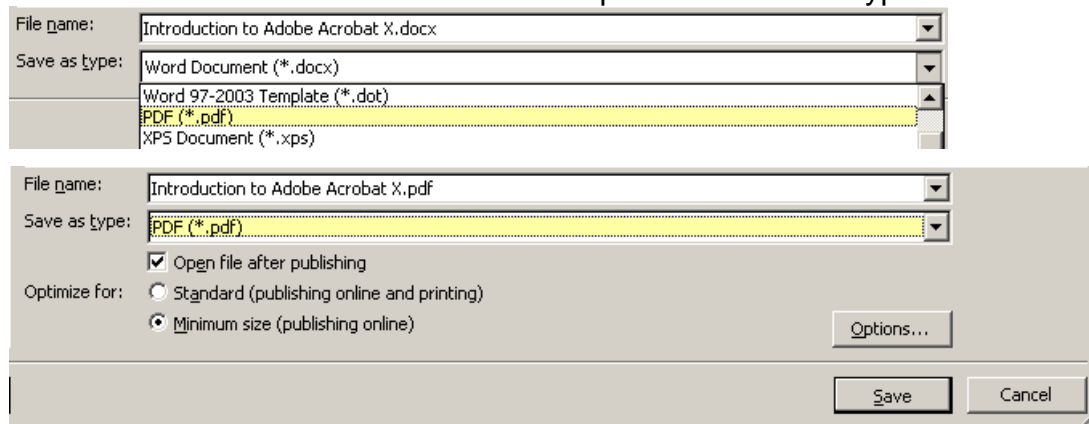 File name: Introduction to Adobe Acrobat X.docx
Save as type: Word Document (*.docx)
Word 97-2003 Template (*.dot)
PDF (*.pdf)
XPS Document (*.xps)
File name: Introduction to Adobe Acrobat X.pdf
Save as type: PDF (*.pdf)
Open file after publishing
Optimize for: Standard (publishing online and printing)
Minimum size (publishing online)
Options...
Save Cancel